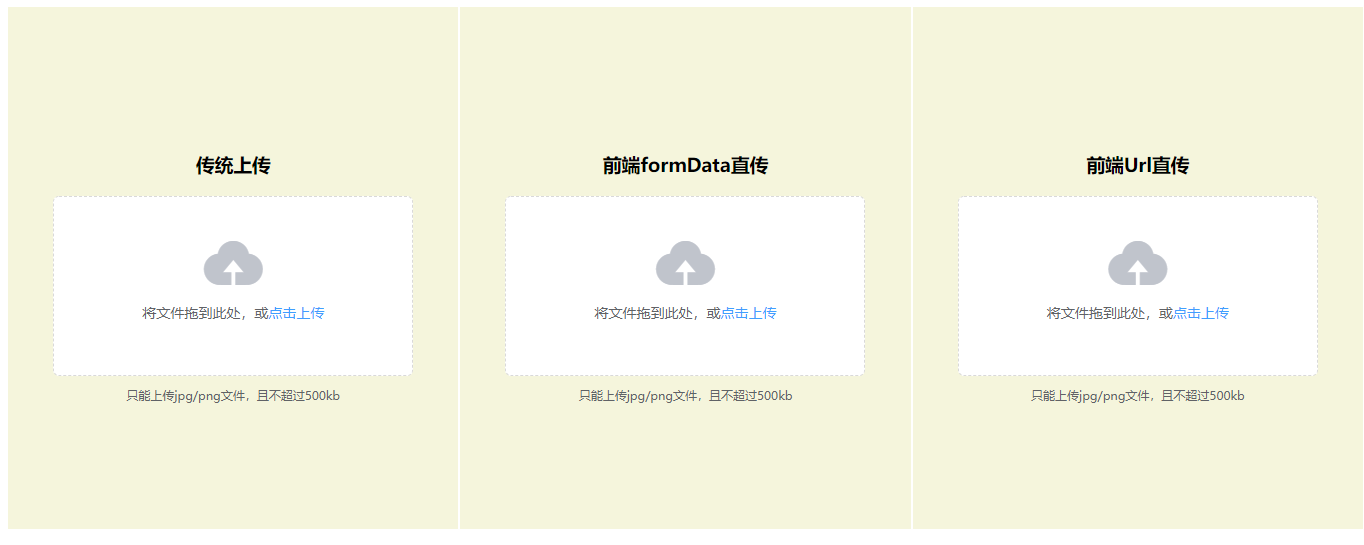 传统上传
将文件拖到此处，或点击上传
只能上传jpg/png文件，且不超过500kb
前端formData直传
将文件拖到此处，或点击上传
只能上传jpg/png文件，且不超过500kb
前端Url直传
将文件拖到此处，或点击上传
只能上传jpg/png文件，且不超过500kb